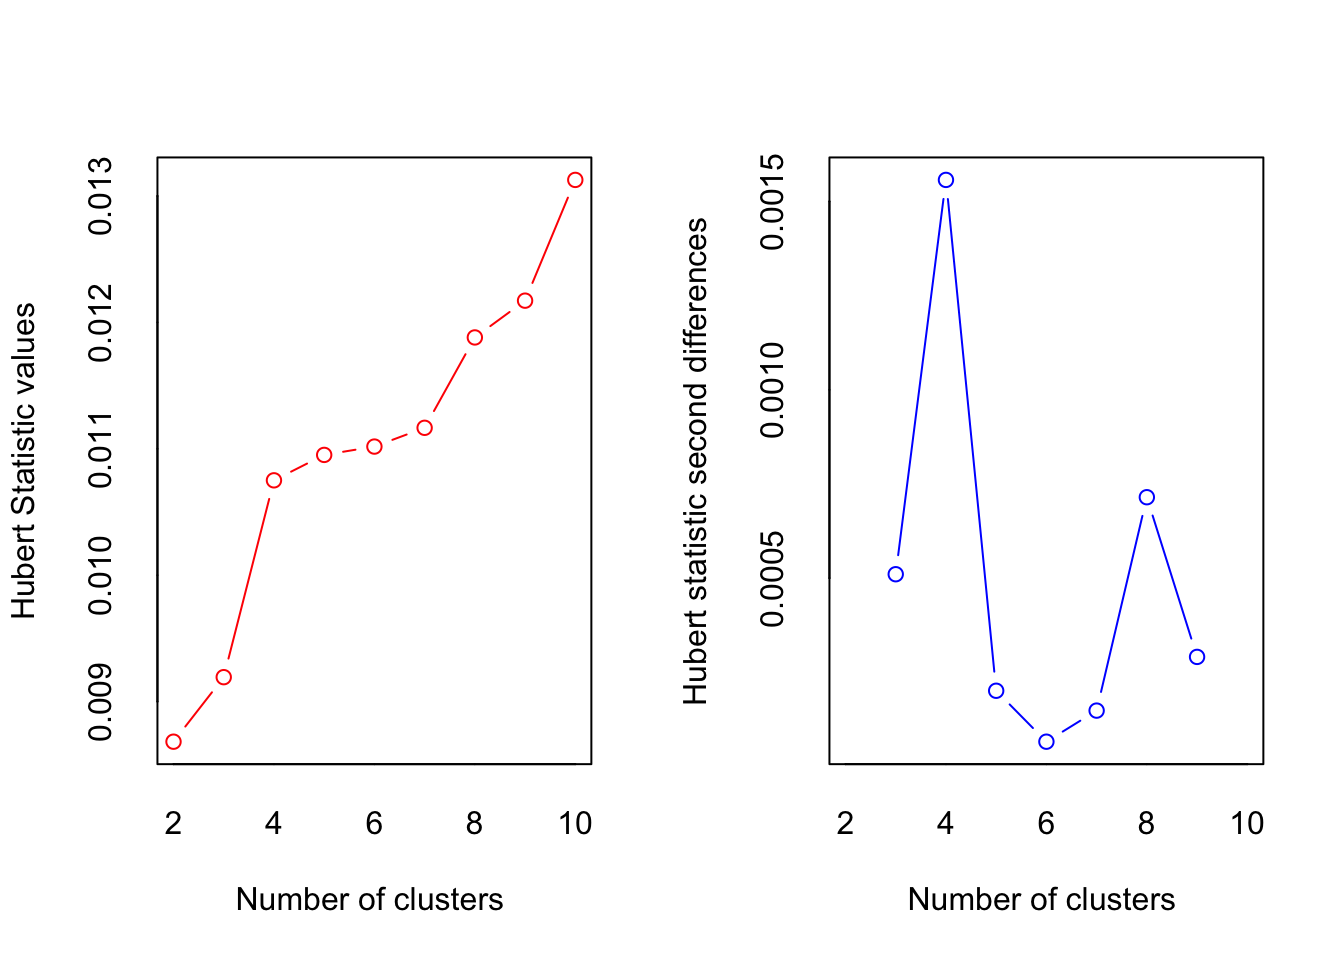 Hubert Statistic values
0.013
0.012
0.011
0.010
0.009
2 4 6 8 10
Number of clusters
Hubert statistic second differences
0.0015
0.0010
0.0005
2 4 6 8 10
Number of clusters